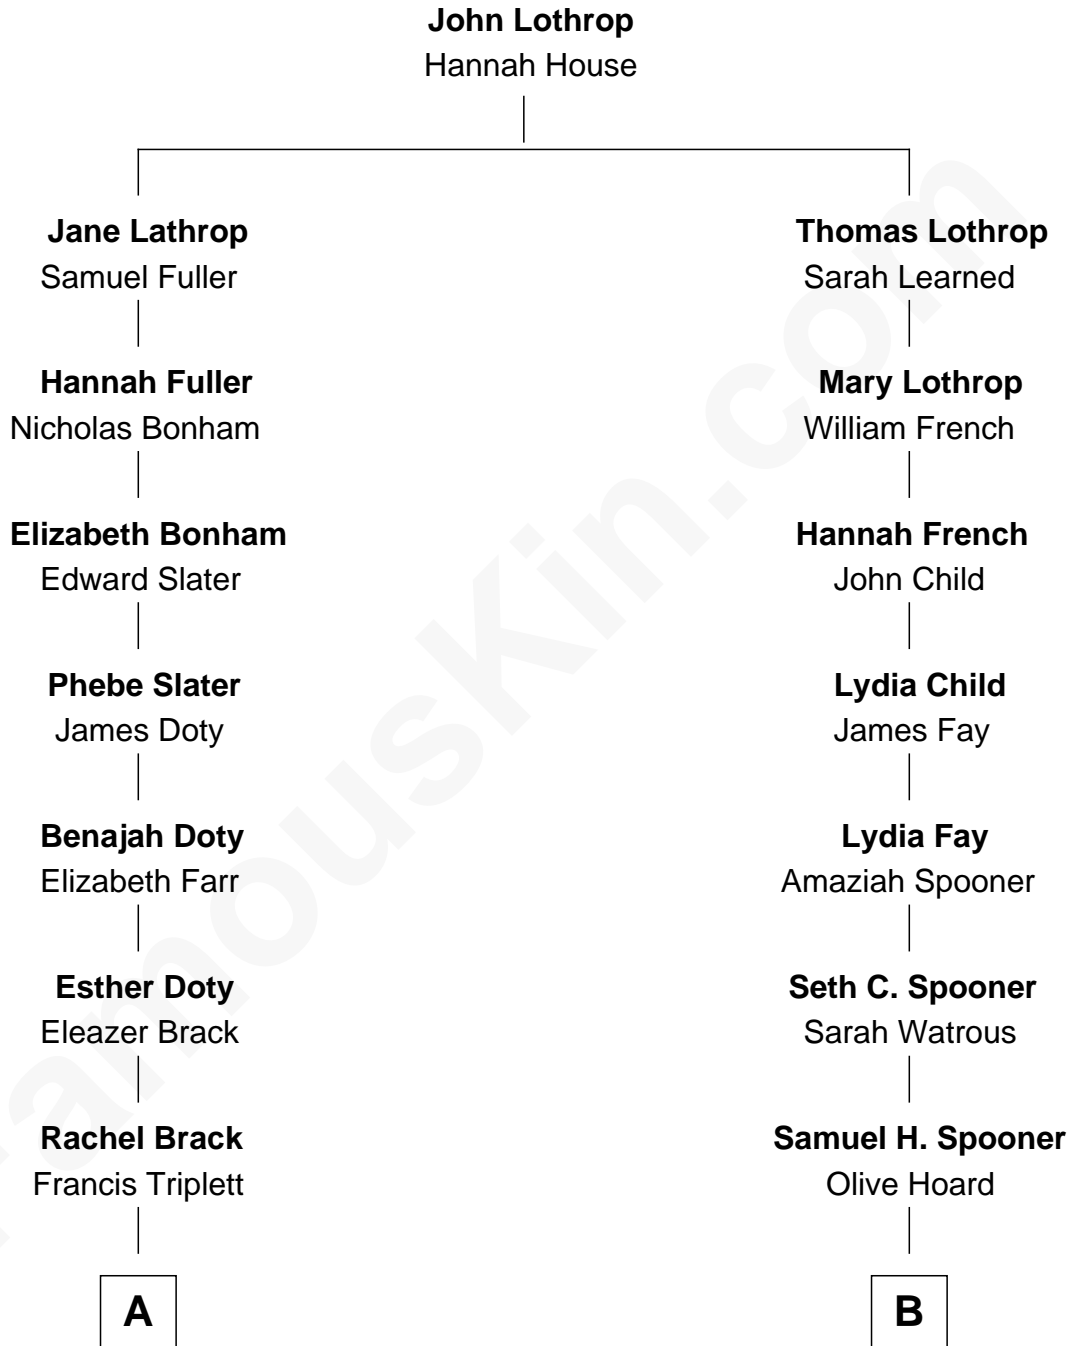 John Lothrop
Hannah House
Jane Lathrop
Samuel Fuller
Thomas Lothrop
Sarah Learned
Hannah Fuller
Nicholas Bonham
Mary Lothrop
William French
Elizabeth Bonham
Edward Slater
Hannah French
John Child
Phebe Slater
James Doty
Lydia Child
James Fay
Benajah Doty
Elizabeth Farr
Lydia Fay
Amaziah Spooner
Esther Doty
Eleazer Brack
Seth C. Spooner
Sarah Watrous
Rachel Brack
Francis Triplett
Samuel H. Spooner
Olive Hoard
A
B
FamousKin.com